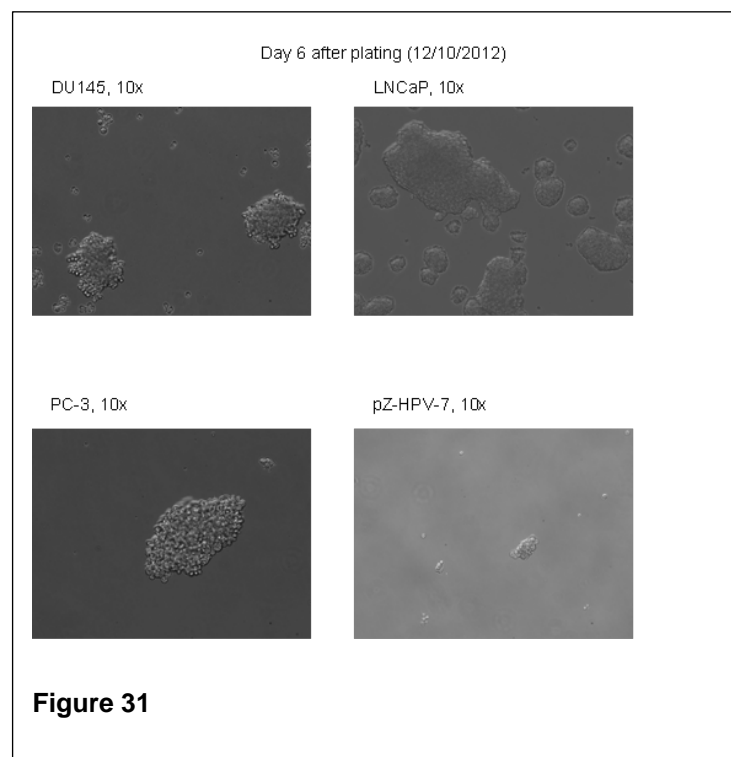 Day 6 after plating (12/10/2012)
DU145, 10x
LNCaP, 10x
PC-3, 10x
pZ-HPV-7, 10x
Figure 31